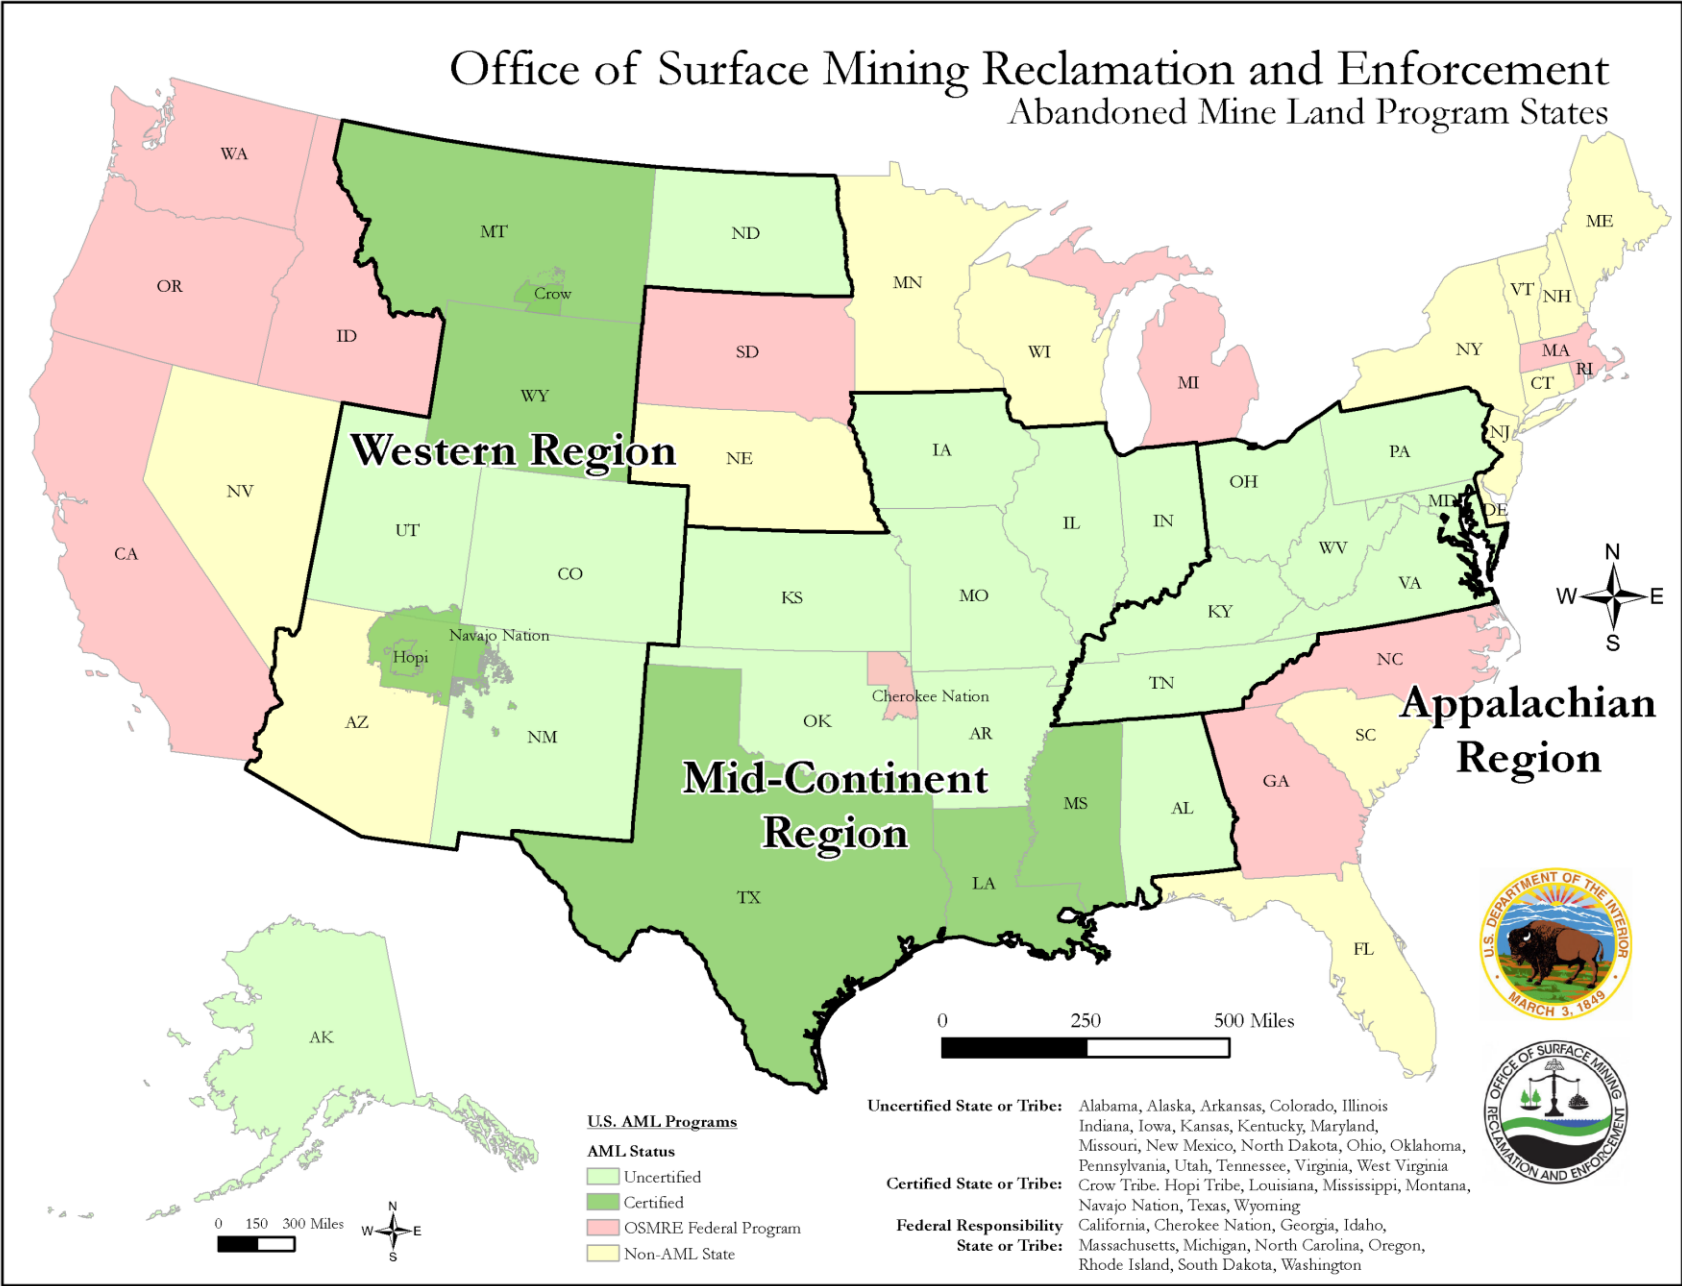 Office of Surface Mining Reclamation and Enforcement
Abandoned Mine Land Program States
WA
MT
ND
OR
Crow
ID
MN
ME
VT
NH
SD
WI
NY
MA
MI
CT
RI
WY
Western Region
NE
IA
PA
NJ
NV
OH
MD
DE
UT
IL
IN
CA
CO
WV
VA
KS
MO
KY
N
W
E
S
Navajo Nation
Hopi
NC
Cherokee Nation
TN
Appalachian
Region
AZ
OK
NM
AR
SC
Mid-Continent
Region
GA
MS
AL
TX
LA
FL
U.S. DEPARTMENT OF THE INTERIOR
MARCH 3, 1849
AK
0 250 500 Miles
OFFICE OF SURFACE MINING
RECLAMATION AND ENFORCEMENT
U.S. AML Programs
AML Status
Uncertified
Certified
OSMRE Federal Program
Non-AML State
Uncertified State or Tribe: Alabama, Alaska, Arkansas, Colorado, Illinois
Indiana, Iowa, Kansas, Kentucky, Maryland,
Missouri, New Mexico, North Dakota, Ohio, Oklahoma,
Pennsylvania, Utah, Tennessee, Virginia, West Virginia
Certified State or Tribe: Crow Tribe. Hopi Tribe, Louisiana, Mississippi, Montana,
Navajo Nation, Texas, Wyoming
Federal Responsibility California, Cherokee Nation, Georgia, Idaho,
State or Tribe: Massachusetts, Michigan, North Carolina, Oregon,
Rhode Island, South Dakota, Washington
0 150 300 Miles
N
W
E
S